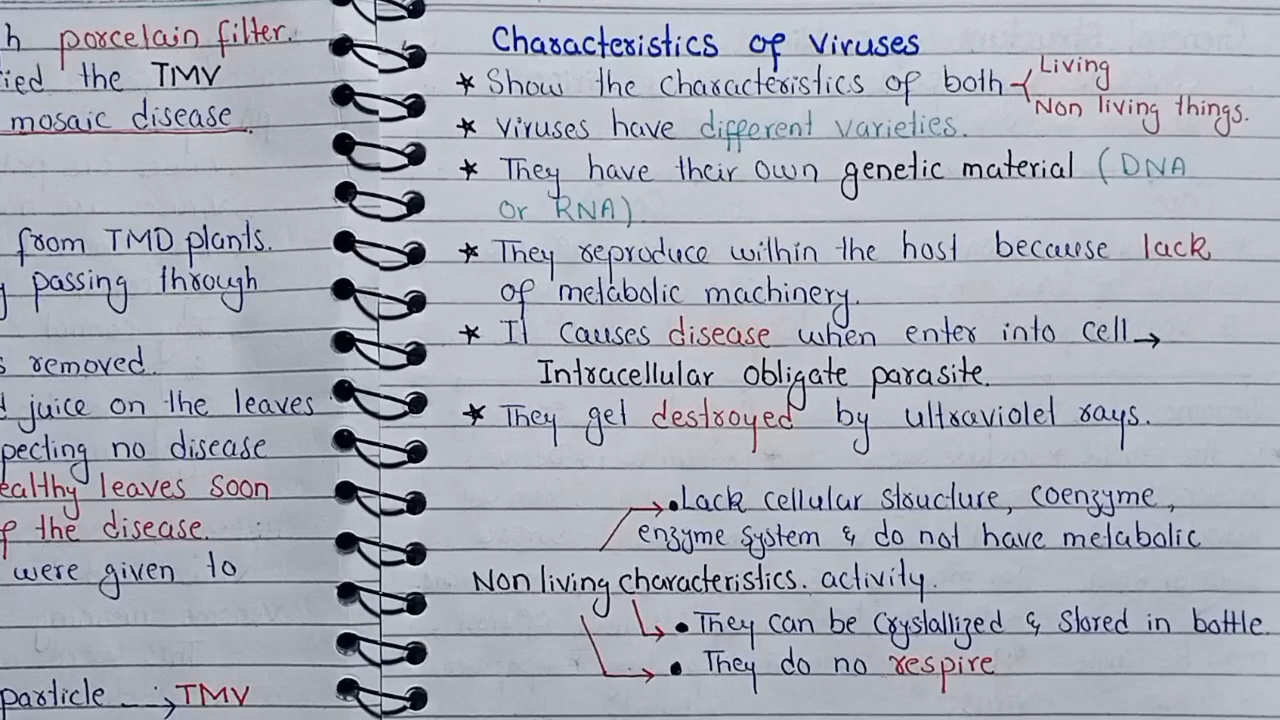 h porcelain filter.
ied the TMV
mosaic disease
from TMD plants.
g passing through
s removed.
d juice on the leaves
pecting no disease
ealthy leaves soon
f the disease.
were given to
particle → TMV
Characteristics of Viruses
* Show the characteristics of both { Living
Non living things.
* Viruses have different varieties.
* They have their own genetic material (DNA
or RNA)
* They reproduce within the host because lack
of metabolic machinery.
* It causes disease when enter into cell →
Intracellular obligate parasite.
* They get destroyed by ultraviolet rays.
→ • Lack cellular structure, coenzyme,
enzyme system & do not have metabolic
Non living characteristics. activity.
→ • They can be crystallized & stored in bottle.
→ • They do no respire